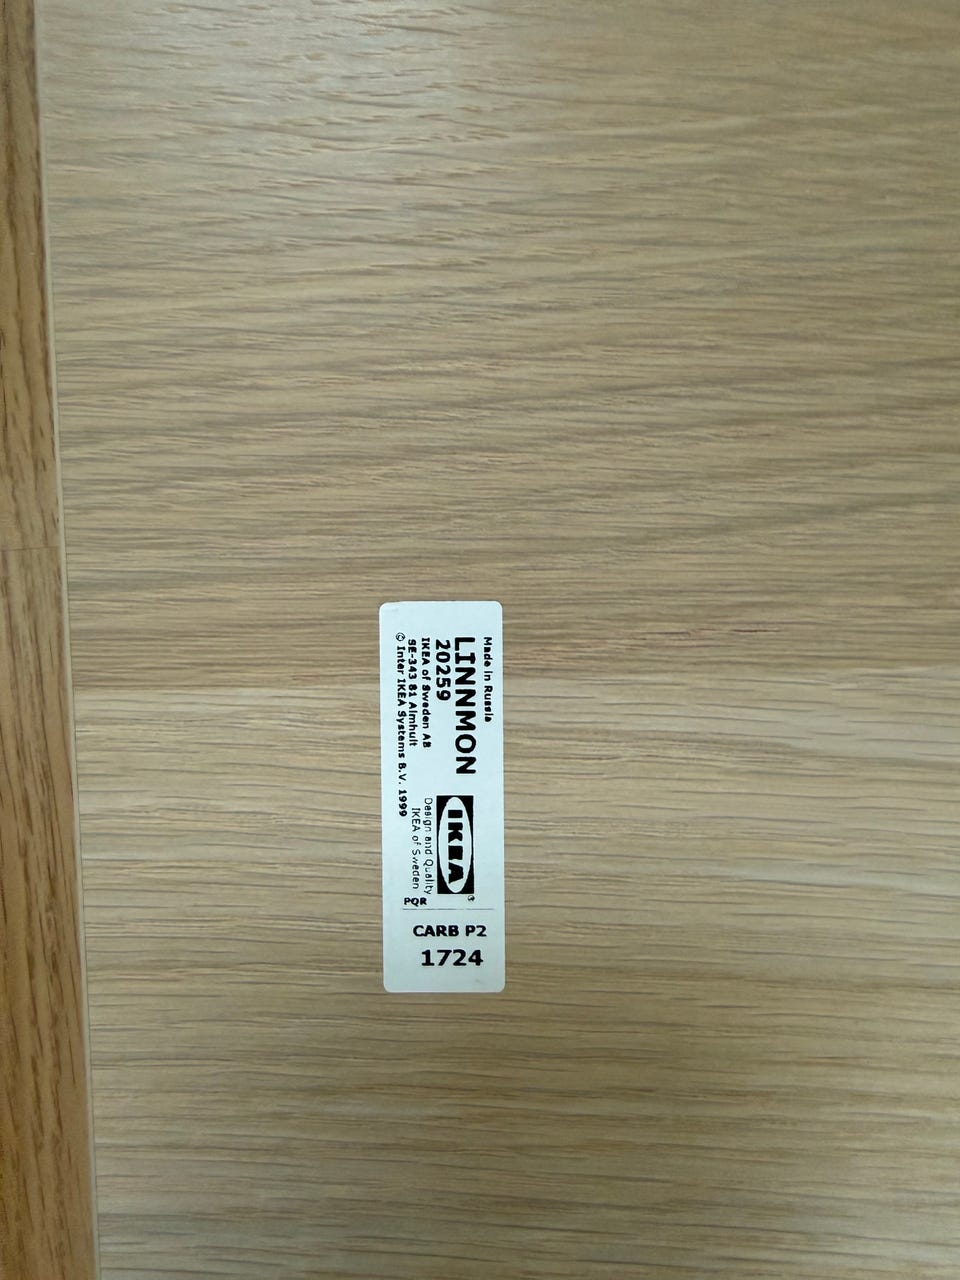 Made in Russia
LINNMON
20259
IKEA of Sweden AB
SE-343 81 Älmhult
© Inter IKEA Systems B.V. 1999
IKEA®
Design and Quality
IKEA of Sweden
PQR
CARB P2
1724